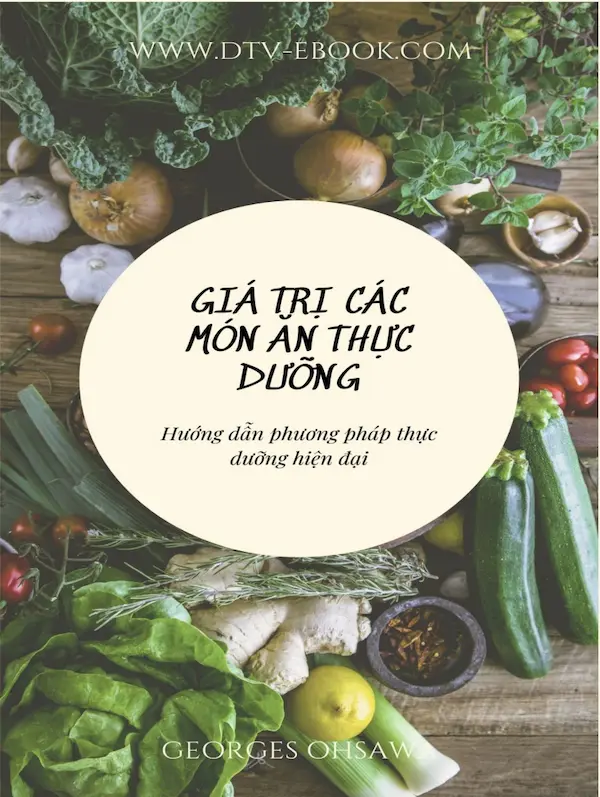 WWW.DTV-EBOOK.COM
GIÁ TRỊ CÁC
MÓN ĂN THỰC
DƯỠNG
Hướng dẫn phương pháp thực
dưỡng hiện đại
GEORGES OHSAW